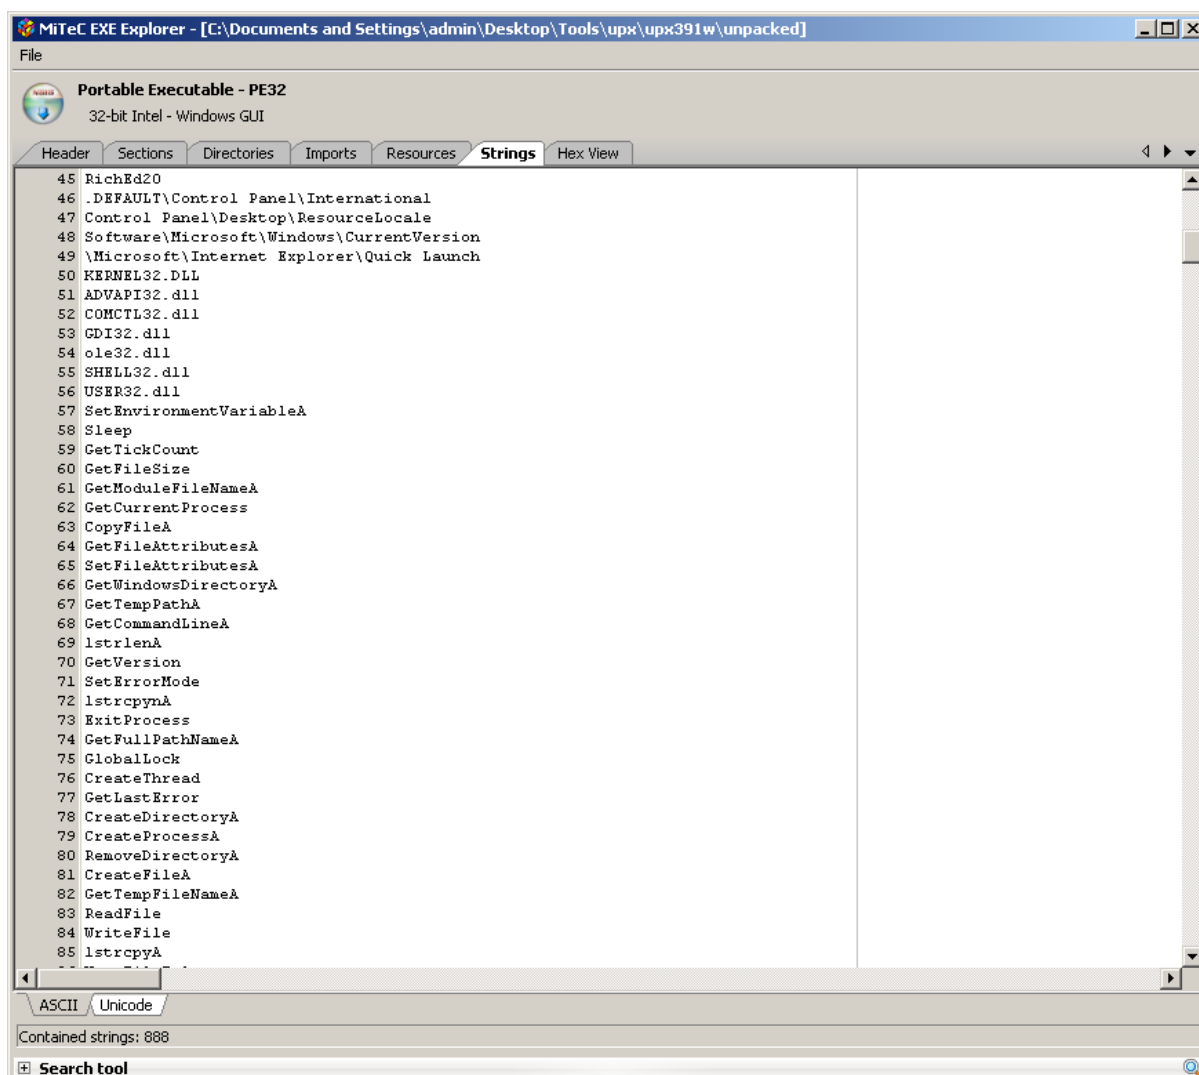 MiTeC EXE Explorer - [C:\Documents and Settings\admin\Desktop\Tools\upx\upx391w\unpacked]
File
Portable Executable - PE32
32-bit Intel - Windows GUI
Header Sections Directories Imports Resources Strings Hex View
45 RichEd20
46 .DEFAULT\Control Panel\International
47 Control Panel\Desktop\ResourceLocale
48 Software\Microsoft\Windows\CurrentVersion
49 \Microsoft\Internet Explorer\Quick Launch
50 KERNEL32.DLL
51 ADVAPI32.dll
52 COMCTL32.dll
53 GDI32.dll
54 ole32.dll
55 SHELL32.dll
56 USER32.dll
57 SetEnvironmentVariableA
58 Sleep
59 GetTickCount
60 GetFileSize
61 GetModuleFileNameA
62 GetCurrentProcess
63 CopyFileA
64 GetFileAttributesA
65 SetFileAttributesA
66 GetWindowsDirectoryA
67 GetTempPathA
68 GetCommandLineA
69 lstrlenA
70 GetVersion
71 SetErrorMode
72 lstrcpynA
73 ExitProcess
74 GetFullPathNameA
75 GlobalLock
76 CreateThread
77 GetLastError
78 CreateDirectoryA
79 CreateProcessA
80 RemoveDirectoryA
81 CreateFileA
82 GetTempFileNameA
83 ReadFile
84 WriteFile
85 lstrcpyA
ASCII Unicode
Contained strings: 888
Search tool